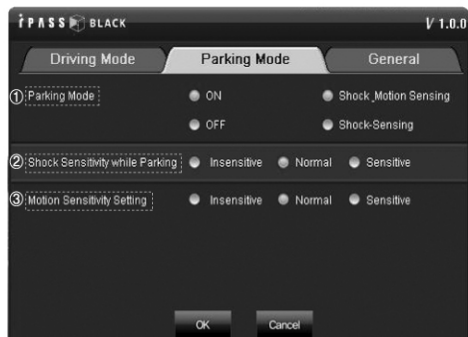 iPASS BLACK V 1.0.0
Driving Mode Parking Mode General
① Parking Mode ON Shock_Motion Sensing
OFF Shock-Sensing
② Shock Sensitivity while Parking Insensitive Normal Sensitive
③ Motion Sensitivity Setting Insensitive Normal Sensitive
OK Cancel